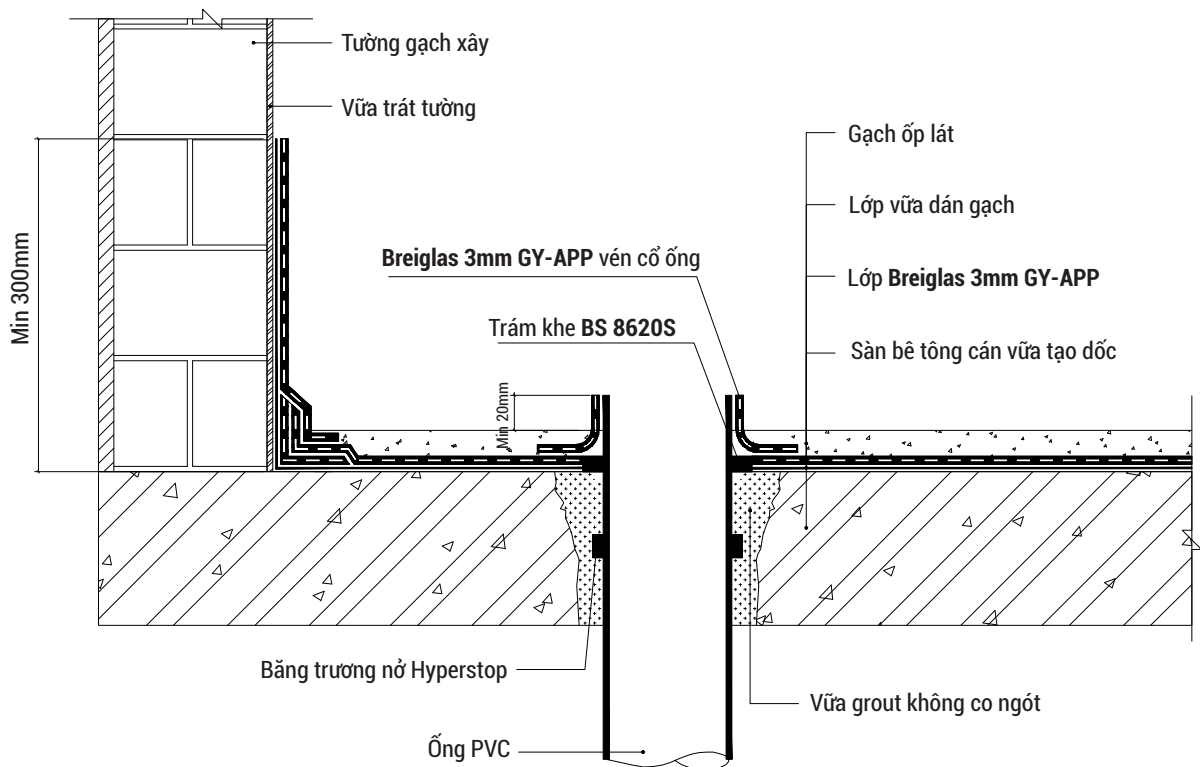 Tường gạch xây
Vữa trát tường
Gạch ốp lát
Lớp vữa dán gạch
Min 300mm
Breiglas 3mm GY-APP vén cổ ống
Lớp Breiglas 3mm GY-APP
Trám khe BS 8620S
Sàn bê tông cán vữa tạo dốc
Min 20mm
Băng trương nở Hyperstop
Vữa grout không co ngót
Ống PVC